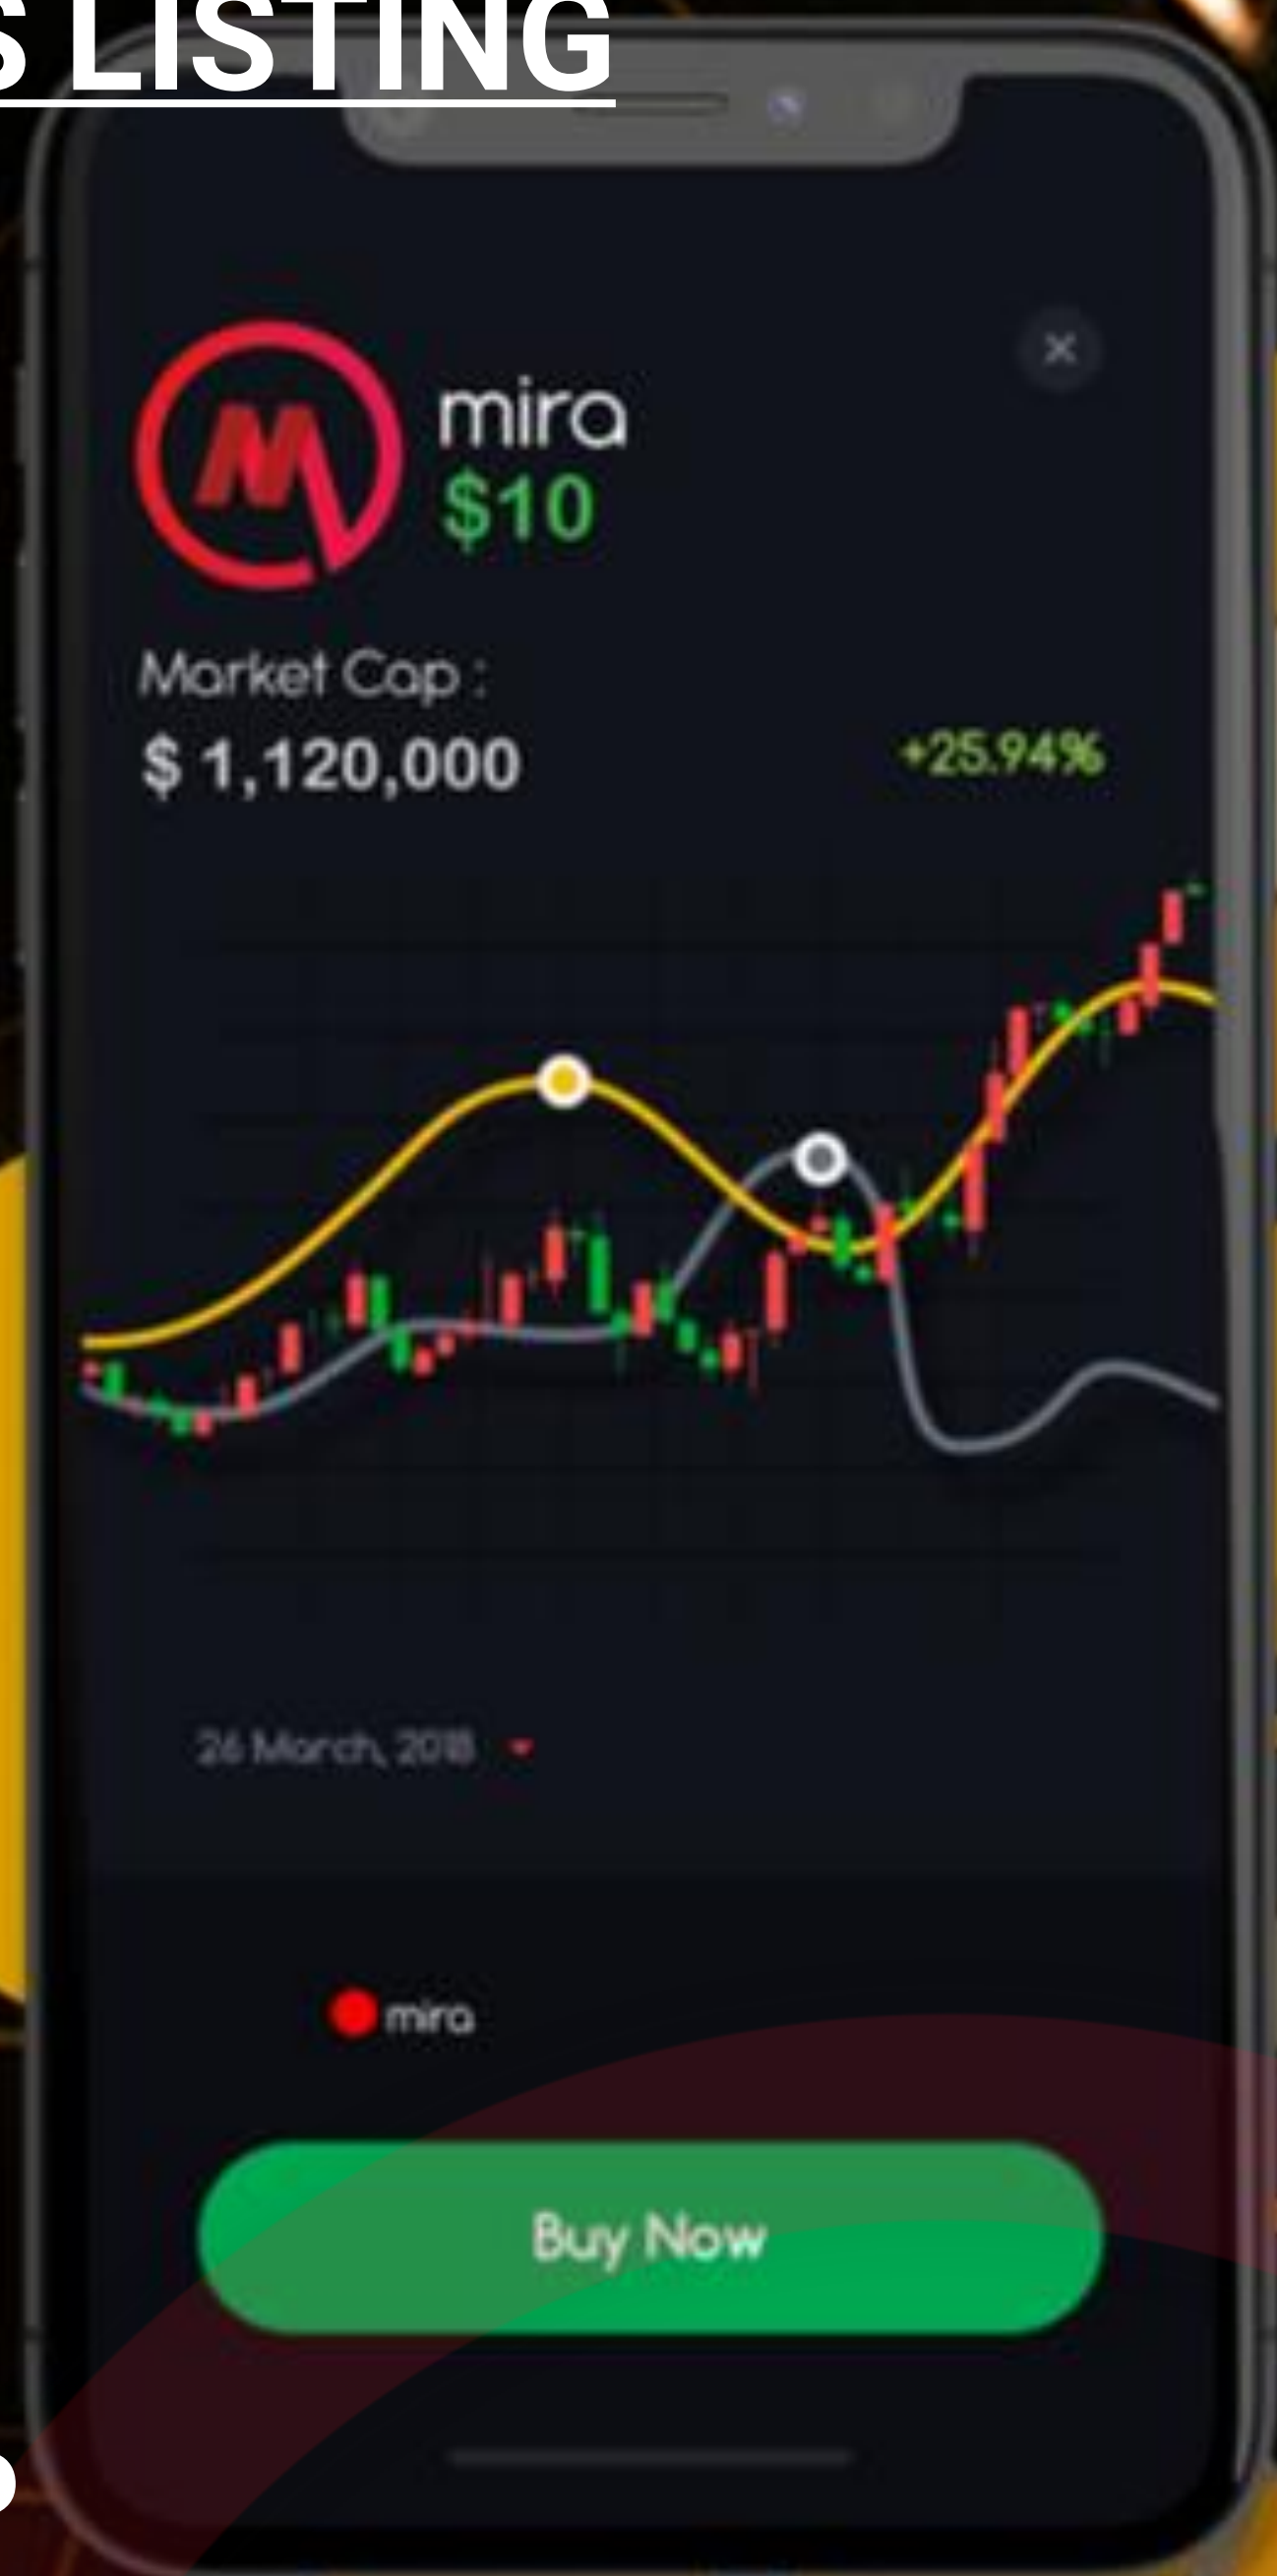 S LISTING
mira
$10
Market Cap :
$ 1,120,000
+25.94%
26 March, 2018
mira
Buy Now